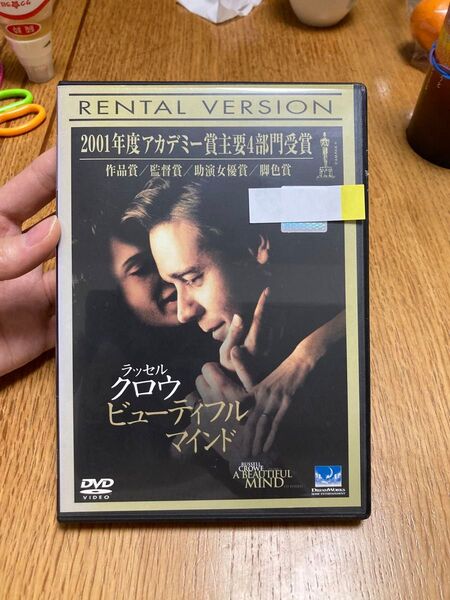 RENTAL VERSION
2001年度アカデミー賞主要4部門受賞
作品賞／監督賞／助演女優賞／脚色賞
ラッセル
クロウ
ビューティフル
マインド
RUSSELL
CROWE
A BEAUTIFUL
MIND
DVD
VIDEO
DREAMWORKS
HOME ENTERTAINMENT